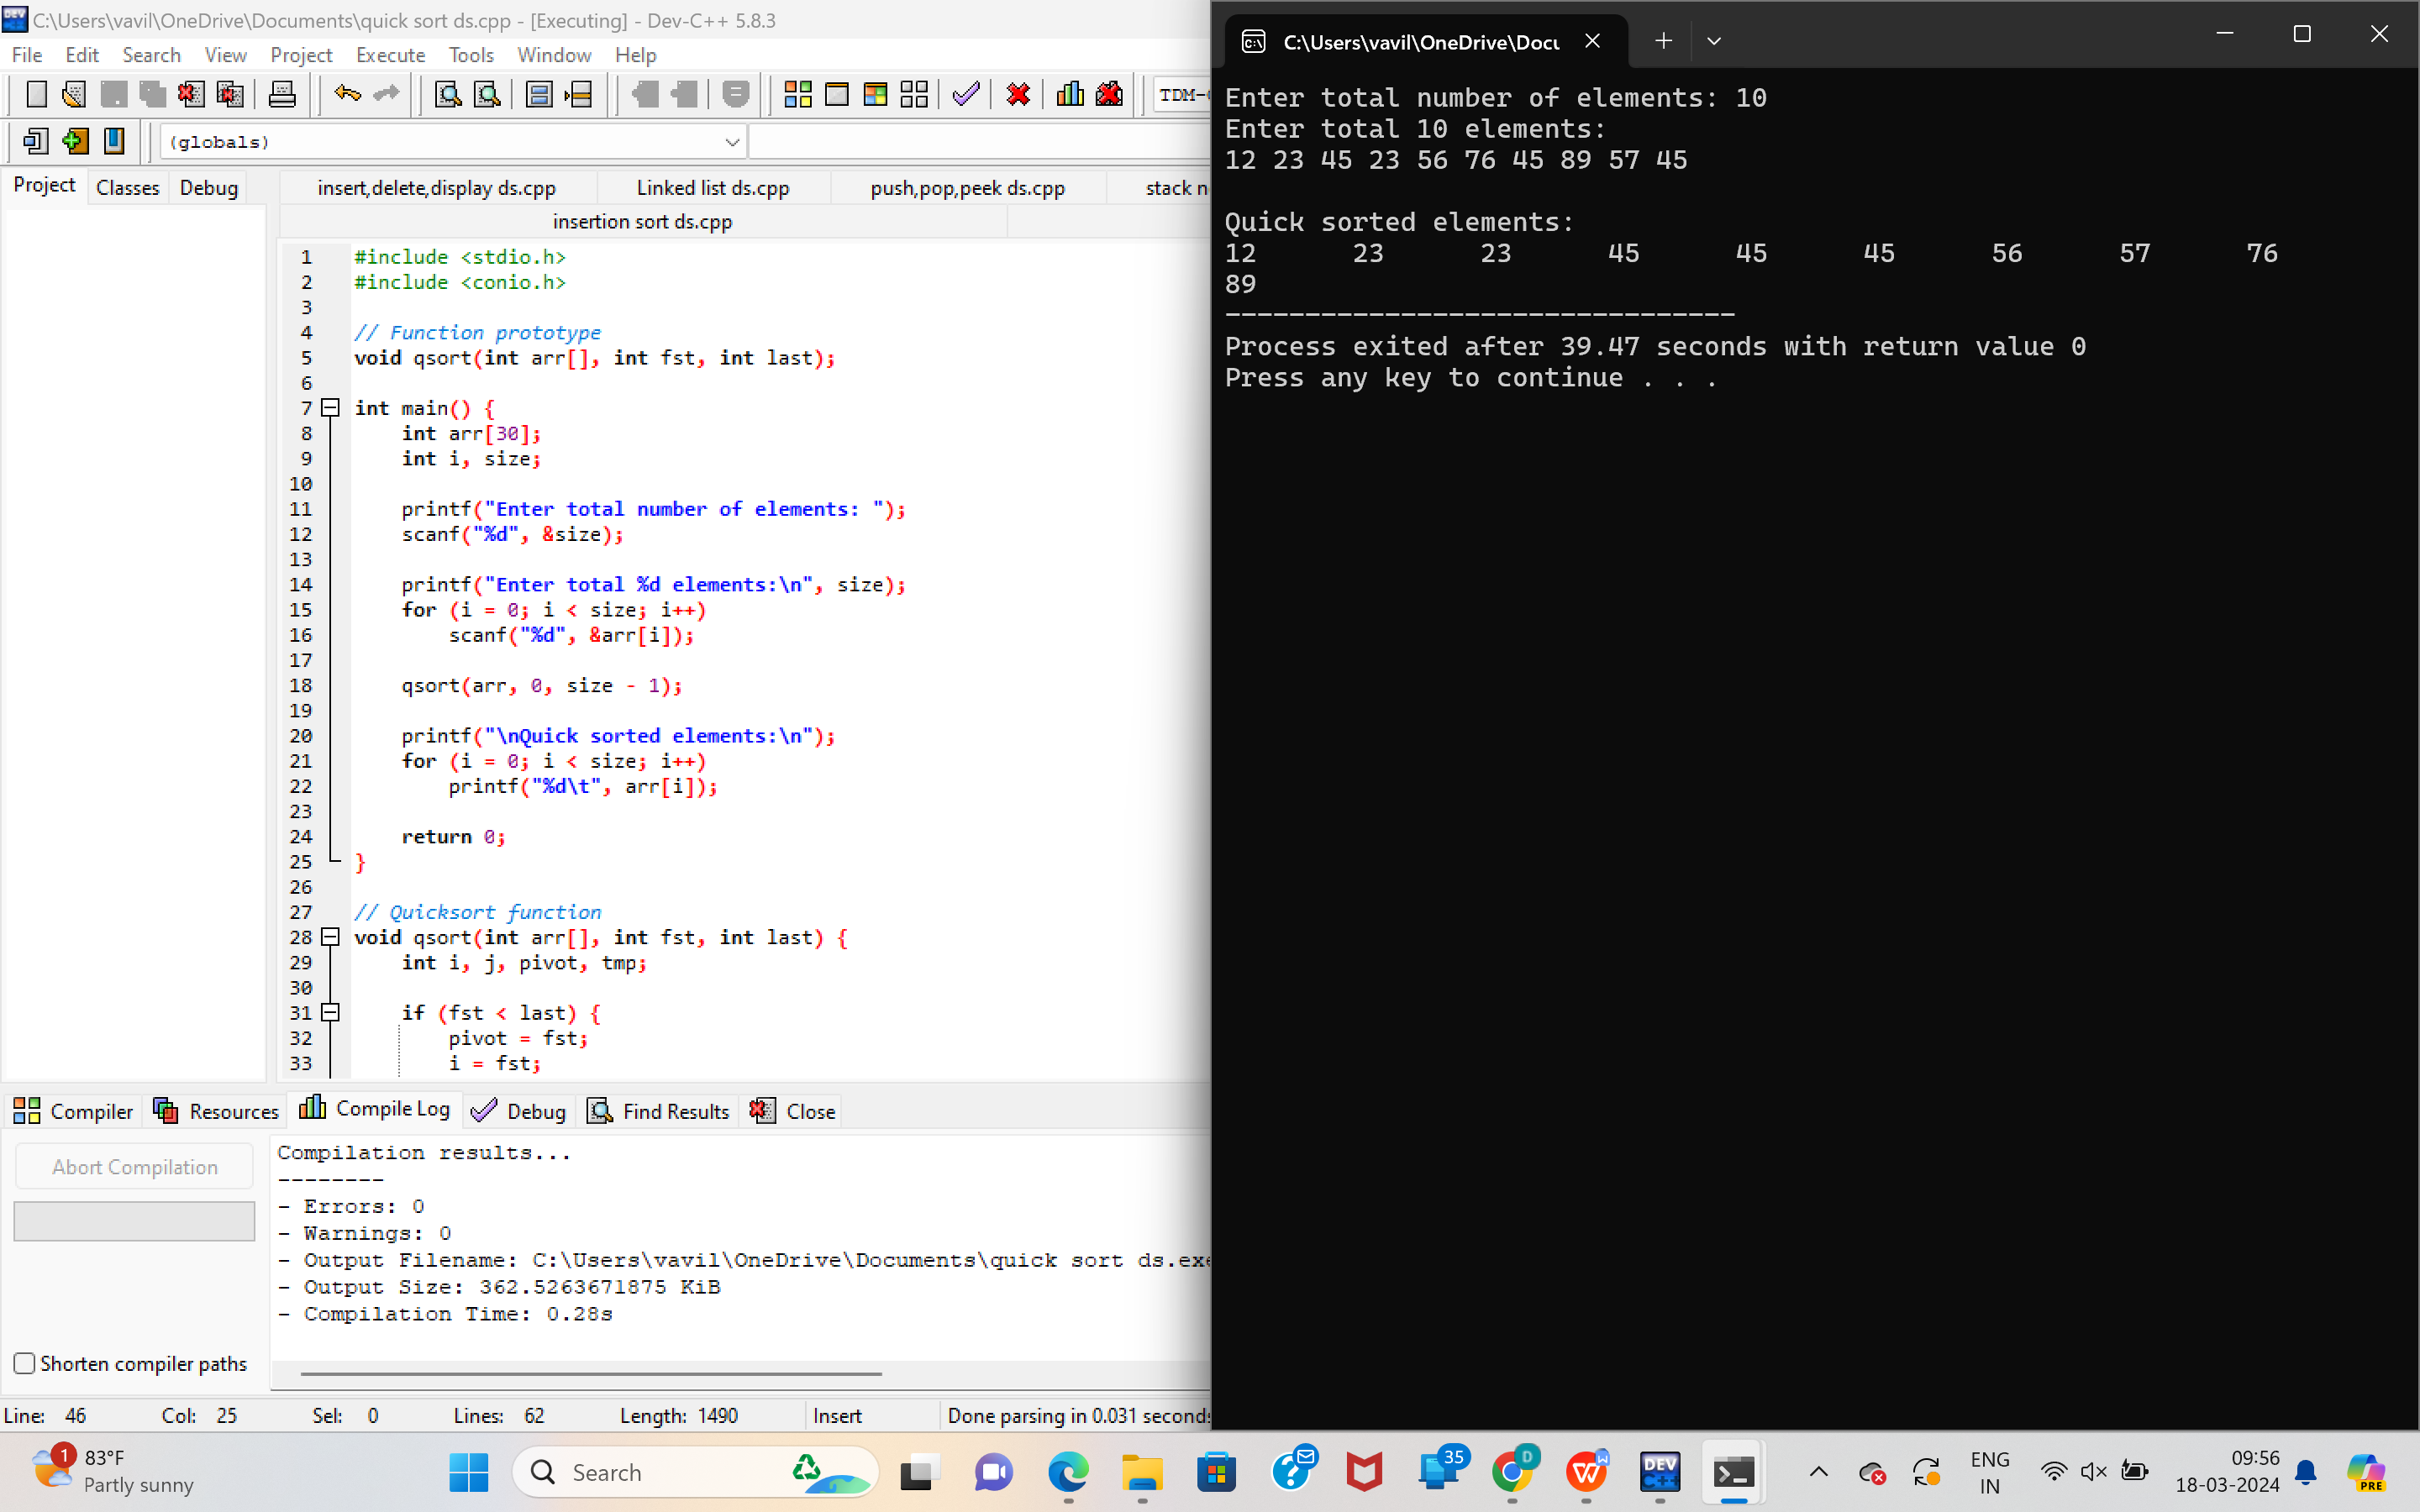 C:\Users\vavil\OneDrive\Documents\quick sort ds.cpp - [Executing] - Dev-C++ 5.8.3
File Edit Search View Project Execute Tools Window Help
TDM-
(globals)
Project Classes Debug
insert,delete,display ds.cpp Linked list ds.cpp push,pop,peek ds.cpp stack
insertion sort ds.cpp
1 #include <stdio.h>
2 #include <conio.h>
3
4 // Function prototype
5 void qsort(int arr[], int fst, int last);
6
7 int main() {
8 int arr[30];
9 int i, size;
10
11 printf("Enter total number of elements: ");
12 scanf("%d", &size);
13
14 printf("Enter total %d elements:\n", size);
15 for (i = 0; i < size; i++)
16 scanf("%d", &arr[i]);
17
18 qsort(arr, 0, size - 1);
19
20 printf("\nQuick sorted elements:\n");
21 for (i = 0; i < size; i++)
22 printf("%d\t", arr[i]);
23
24 return 0;
25 }
26
27 // Quicksort function
28 void qsort(int arr[], int fst, int last) {
29 int i, j, pivot, tmp;
30
31 if (fst < last) {
32 pivot = fst;
33 i = fst;
Compiler Resources Compile Log Debug Find Results Close
Abort Compilation
Shorten compiler paths
Compilation results...
--------
- Errors: 0
- Warnings: 0
- Output Filename: C:\Users\vavil\OneDrive\Documents\quick sort ds.exe
- Output Size: 362.5263671875 KiB
- Compilation Time: 0.28s
Line: 46 Col: 25 Sel: 0 Lines: 62 Length: 1490 Insert Done parsing in 0.031 seconds
C:\Users\vavil\OneDrive\Docu
Enter total number of elements: 10
Enter total 10 elements:
12 23 45 23 56 76 45 89 57 45

Quick sorted elements:
12 23 23 45 45 45 56 57 76
89
--------------------------------
Process exited after 39.47 seconds with return value 0
Press any key to continue . . .
1
83°F
Partly sunny
Search
35
D
DEV
C++
ENG
IN
09:56
18-03-2024
PRE